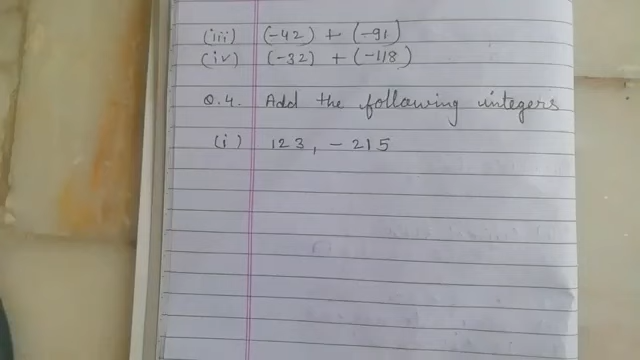 (iii) (-42) + (-91)
(iv) (-32) + (-118)
Q.4. Add the following integers
(i) 123, - 215